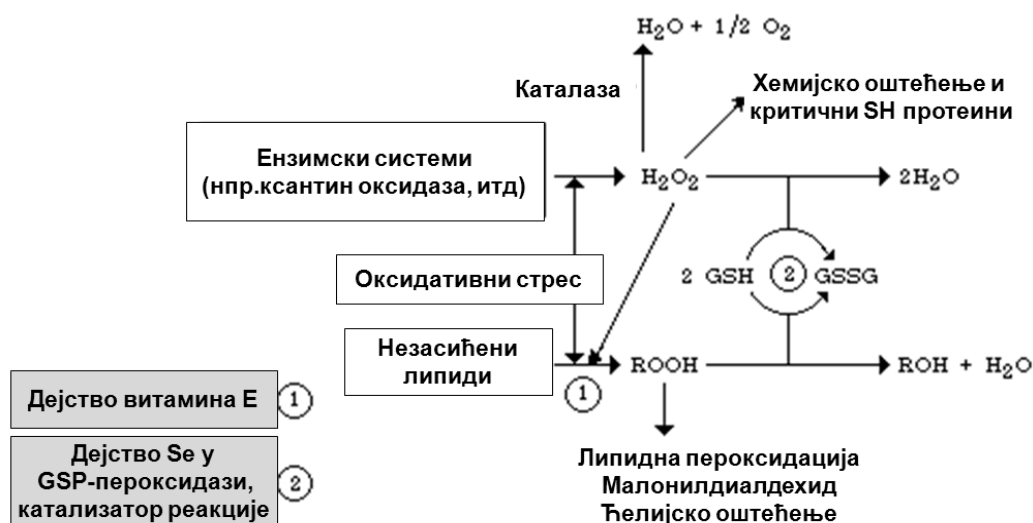 H₂O + 1/2 O₂
Каталаза
Хемијско оштећење и
критични SH протеини
Ензимски системи
(нпр.ксантин оксидаза, итд)
H₂O₂
2H₂O
Оксидативни стрес
2 GSH
2
GSSG
Незасићени
липиди
ROOH
ROH + H₂O
1
Дејство витамина Е
1
Дејство Se у
GSP-пероксидази,
катализатор реакције
2
Липидна пероксидација
Малонилдиалдехид
Ћелијско оштећење